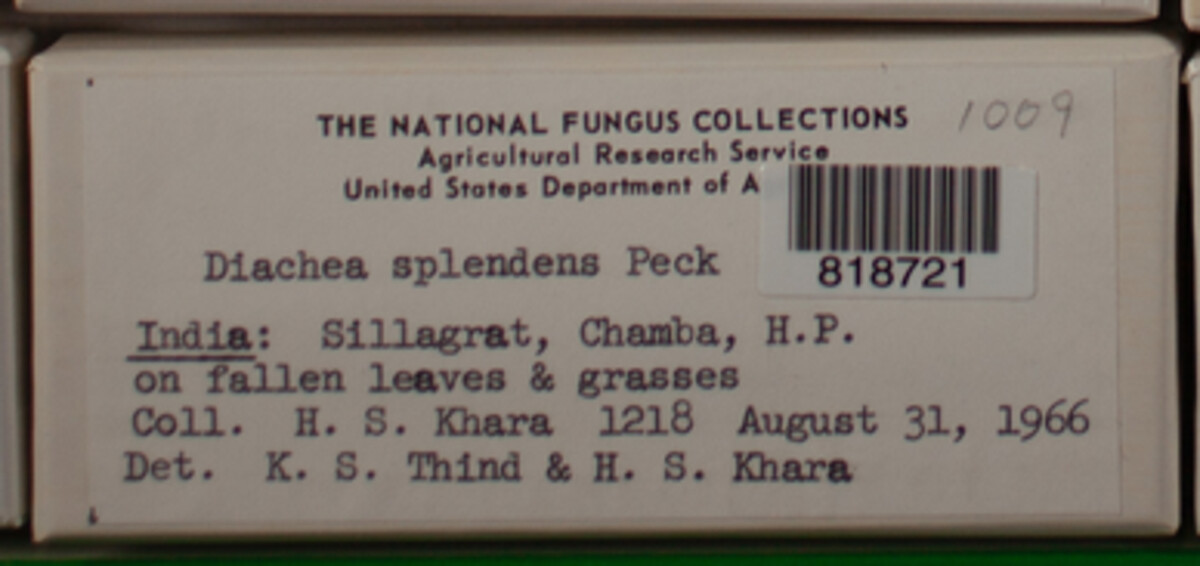 1009
THE NATIONAL FUNGUS COLLECTIONS
Agricultural Research Service
United States Department of A
818721
Diachea splendens Peck
India: Sillagrat, Chamba, H.P.
on fallen leaves & grasses
Coll. H. S. Khara 1218 August 31, 1966
Det. K. S. Thind & H. S. Khara